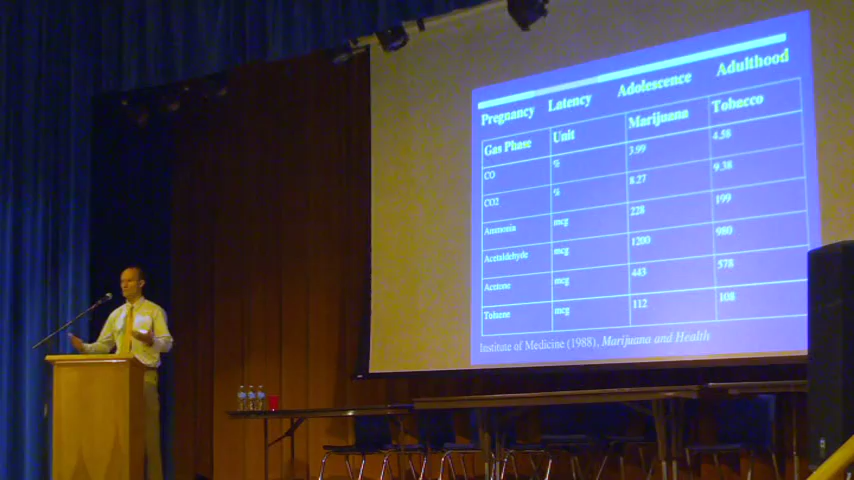 Pregnancy Latency Adolescence Adulthood
Gas Phase Unit Marijuana Tobacco
CO % 3.99 4.58
CO2 % 8.27 9.38
Ammonia mcg 228 199
Acetaldehyde mcg 1200 980
Acetone mcg 443 578
Toluene mcg 112 108
Institute of Medicine (1988), Marijuana and Health